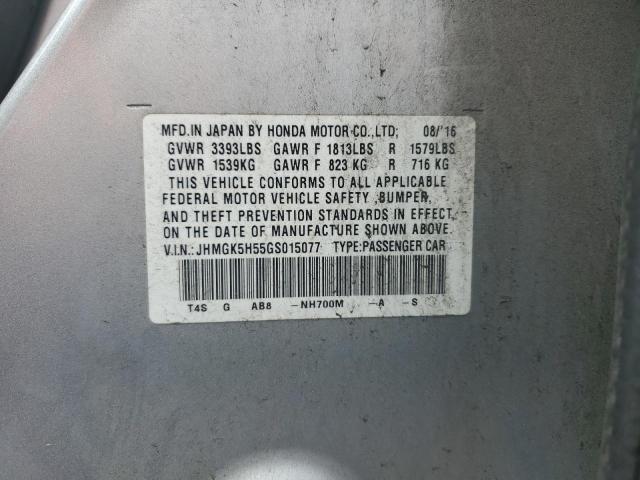 MFD.IN JAPAN BY HONDA MOTOR CO.,LTD; 08/'16
GVWR 3393LBS GAWR F 1813LBS R 1579LBS
GVWR 1539KG GAWR F 823 KG R 716 KG
THIS VEHICLE CONFORMS TO ALL APPLICABLE
FEDERAL MOTOR VEHICLE SAFETY ,BUMPER,
AND THEFT PREVENTION STANDARDS IN EFFECT
ON THE DATE OF MANUFACTURE SHOWN ABOVE.
V.I.N.: JHMGK5H55GS015077 TYPE:PASSENGER CAR
T4S G AB8 -NH700M -A -S